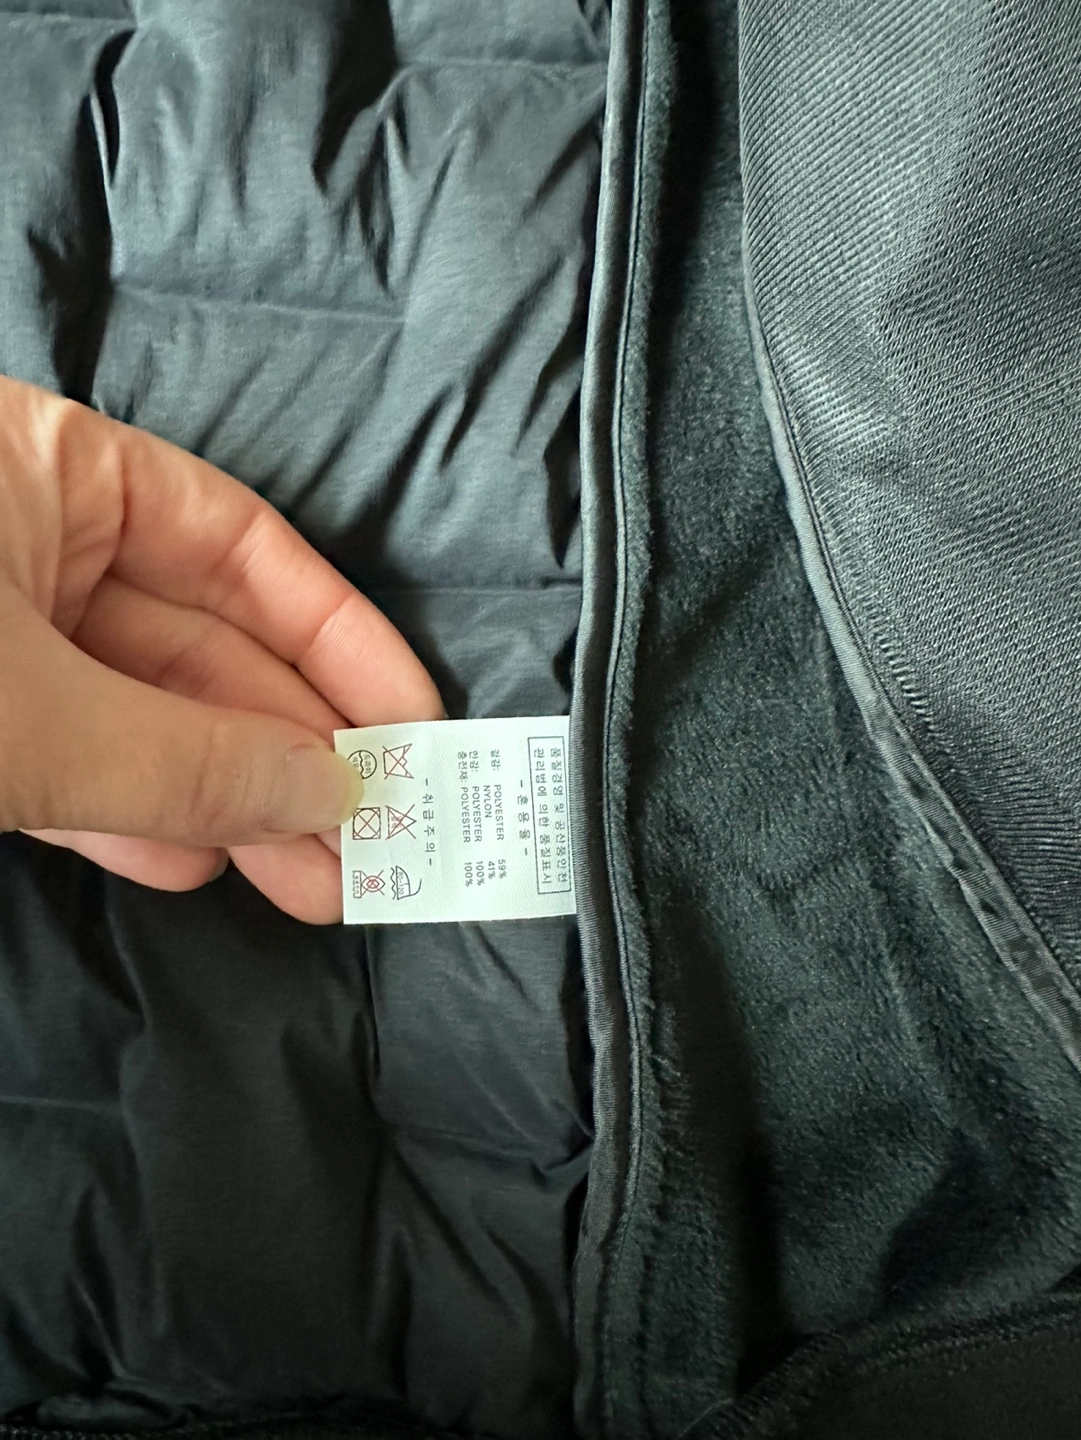 품질경영 및 공산품안전
관리법에 의한 품질표시
- 혼 용 율 -
겉감: POLYESTER 59%
NYLON 41%
안감: POLYESTER 100%
충전재: POLYESTER 100%
- 취 급 주 의 -